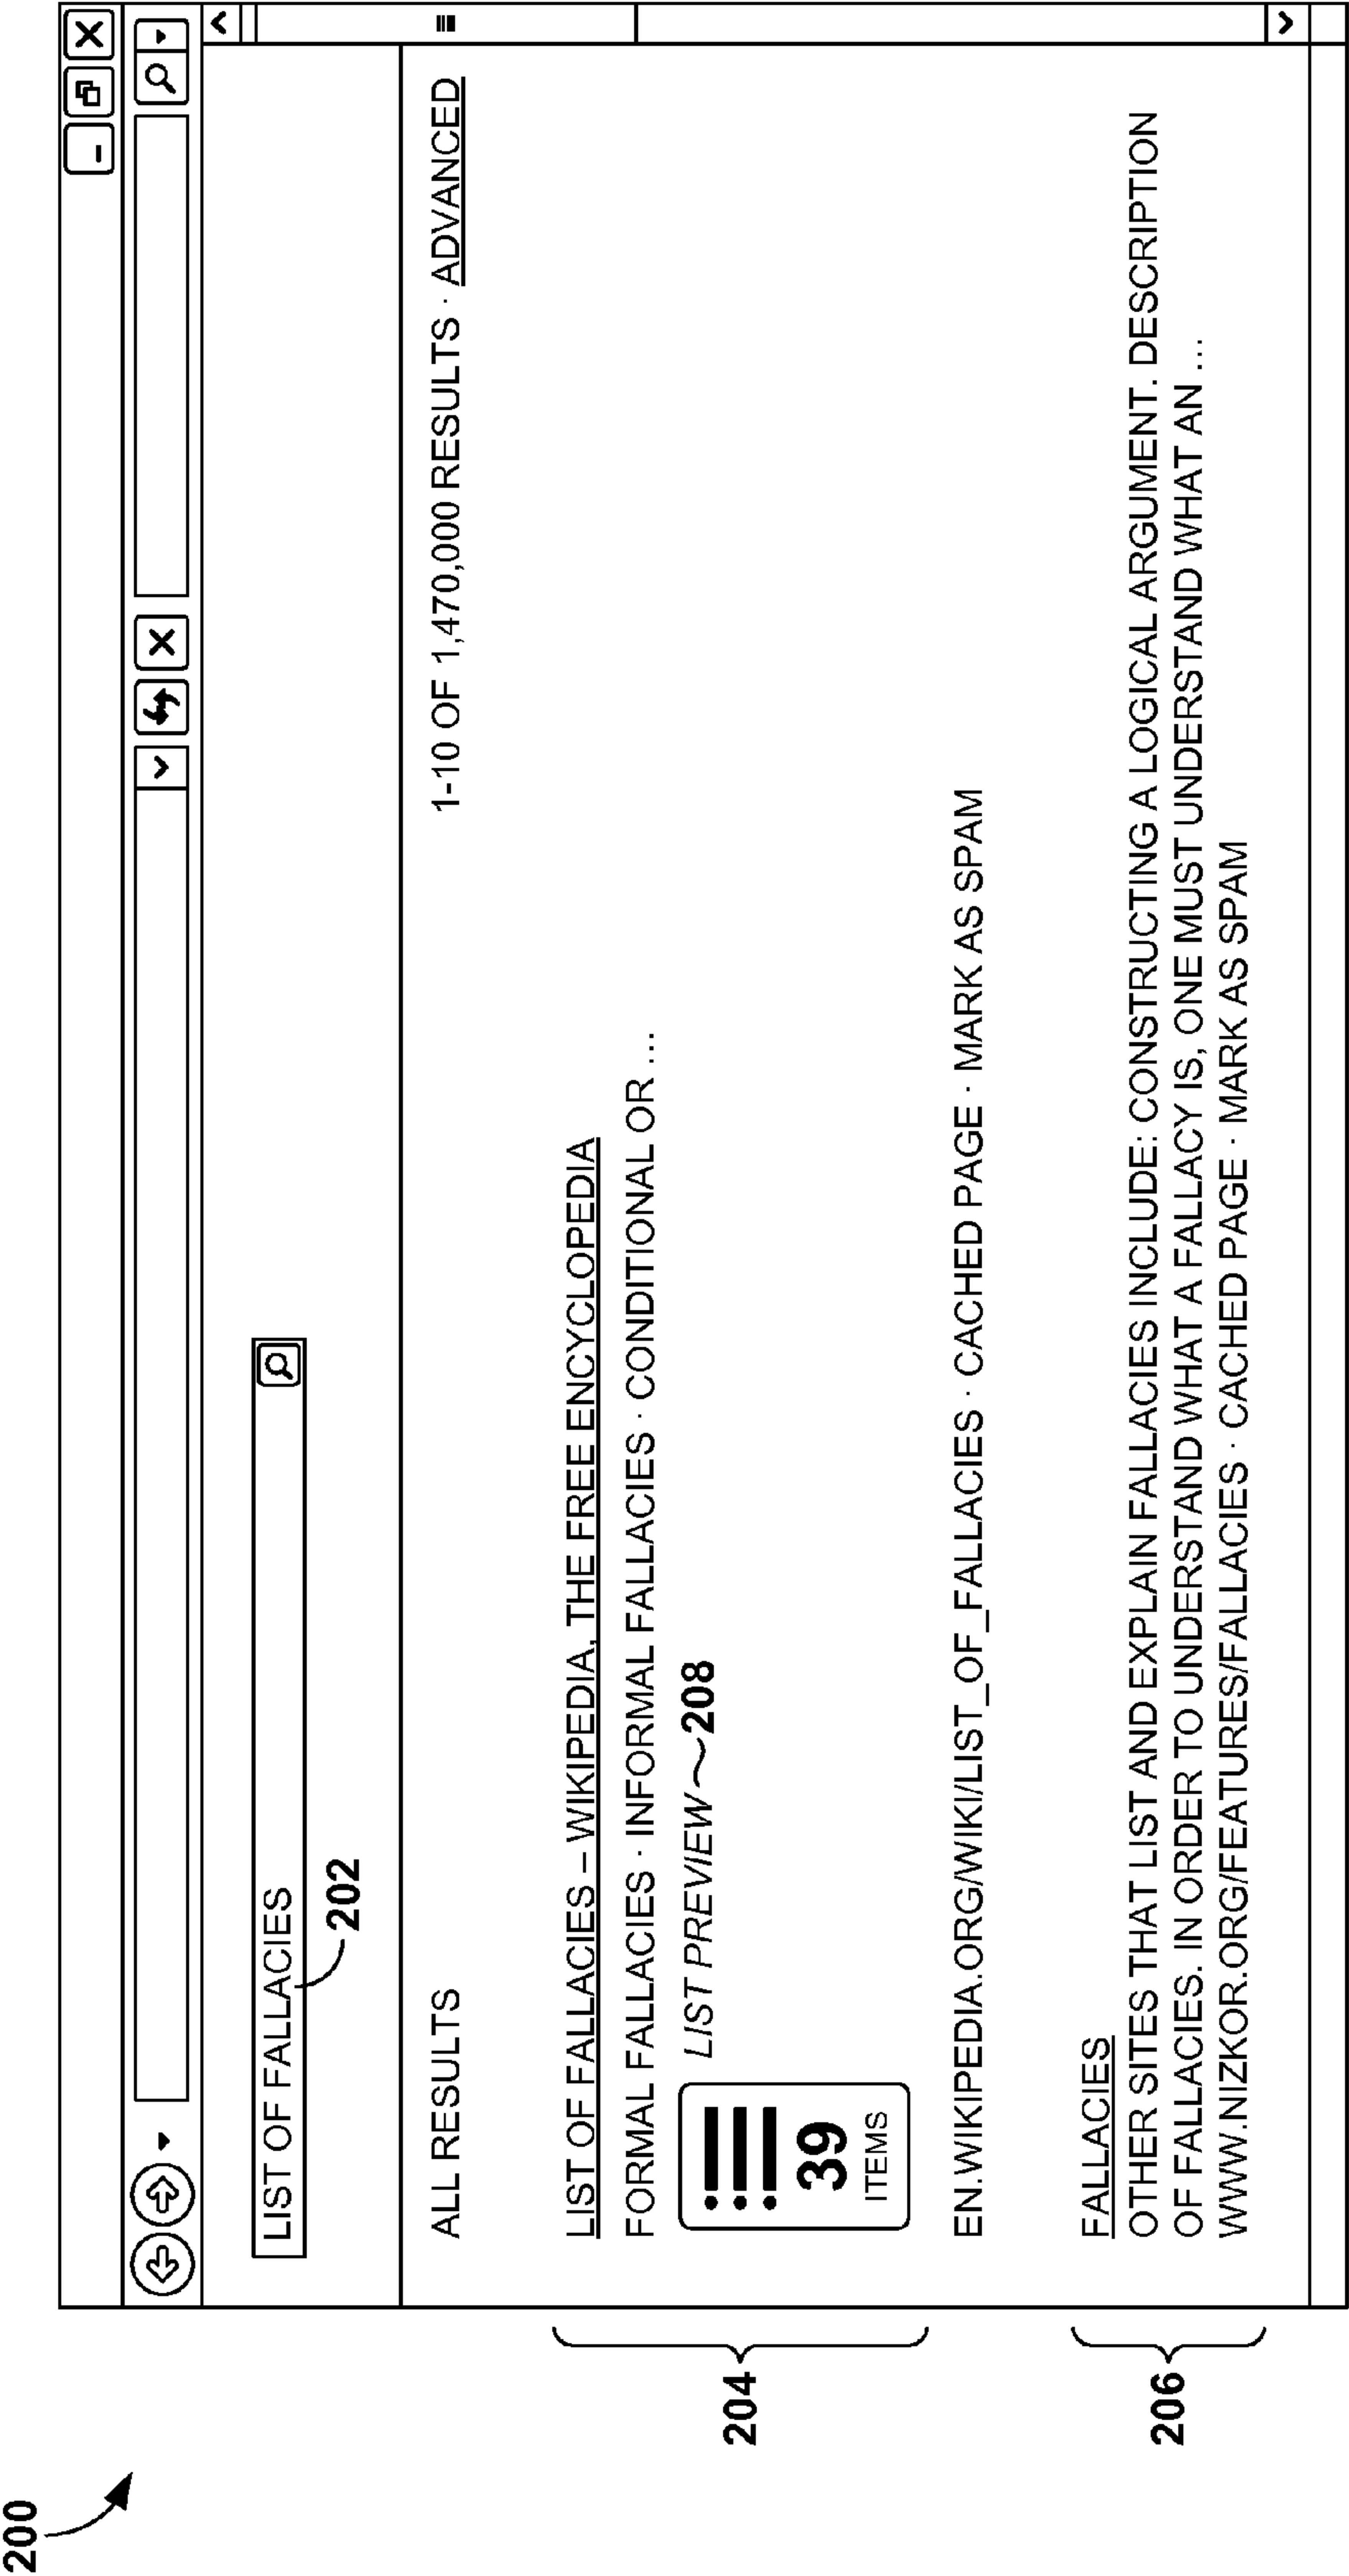 200
LIST OF FALLACIES
202
ALL RESULTS
1-10 OF 1,470,000 RESULTS · ADVANCED
204
LIST OF FALLACIES – WIKIPEDIA, THE FREE ENCYCLOPEDIA
FORMAL FALLACIES · INFORMAL FALLACIES · CONDITIONAL OR ...
LIST PREVIEW 208
39
ITEMS
EN.WIKIPEDIA.ORG/WIKI/LIST_OF_FALLACIES · CACHED PAGE · MARK AS SPAM
206
FALLACIES
OTHER SITES THAT LIST AND EXPLAIN FALLACIES INCLUDE: CONSTRUCTING A LOGICAL ARGUMENT. DESCRIPTION
OF FALLACIES. IN ORDER TO UNDERSTAND WHAT A FALLACY IS, ONE MUST UNDERSTAND WHAT AN ...
WWW.NIZKOR.ORG/FEATURES/FALLACIES · CACHED PAGE · MARK AS SPAM